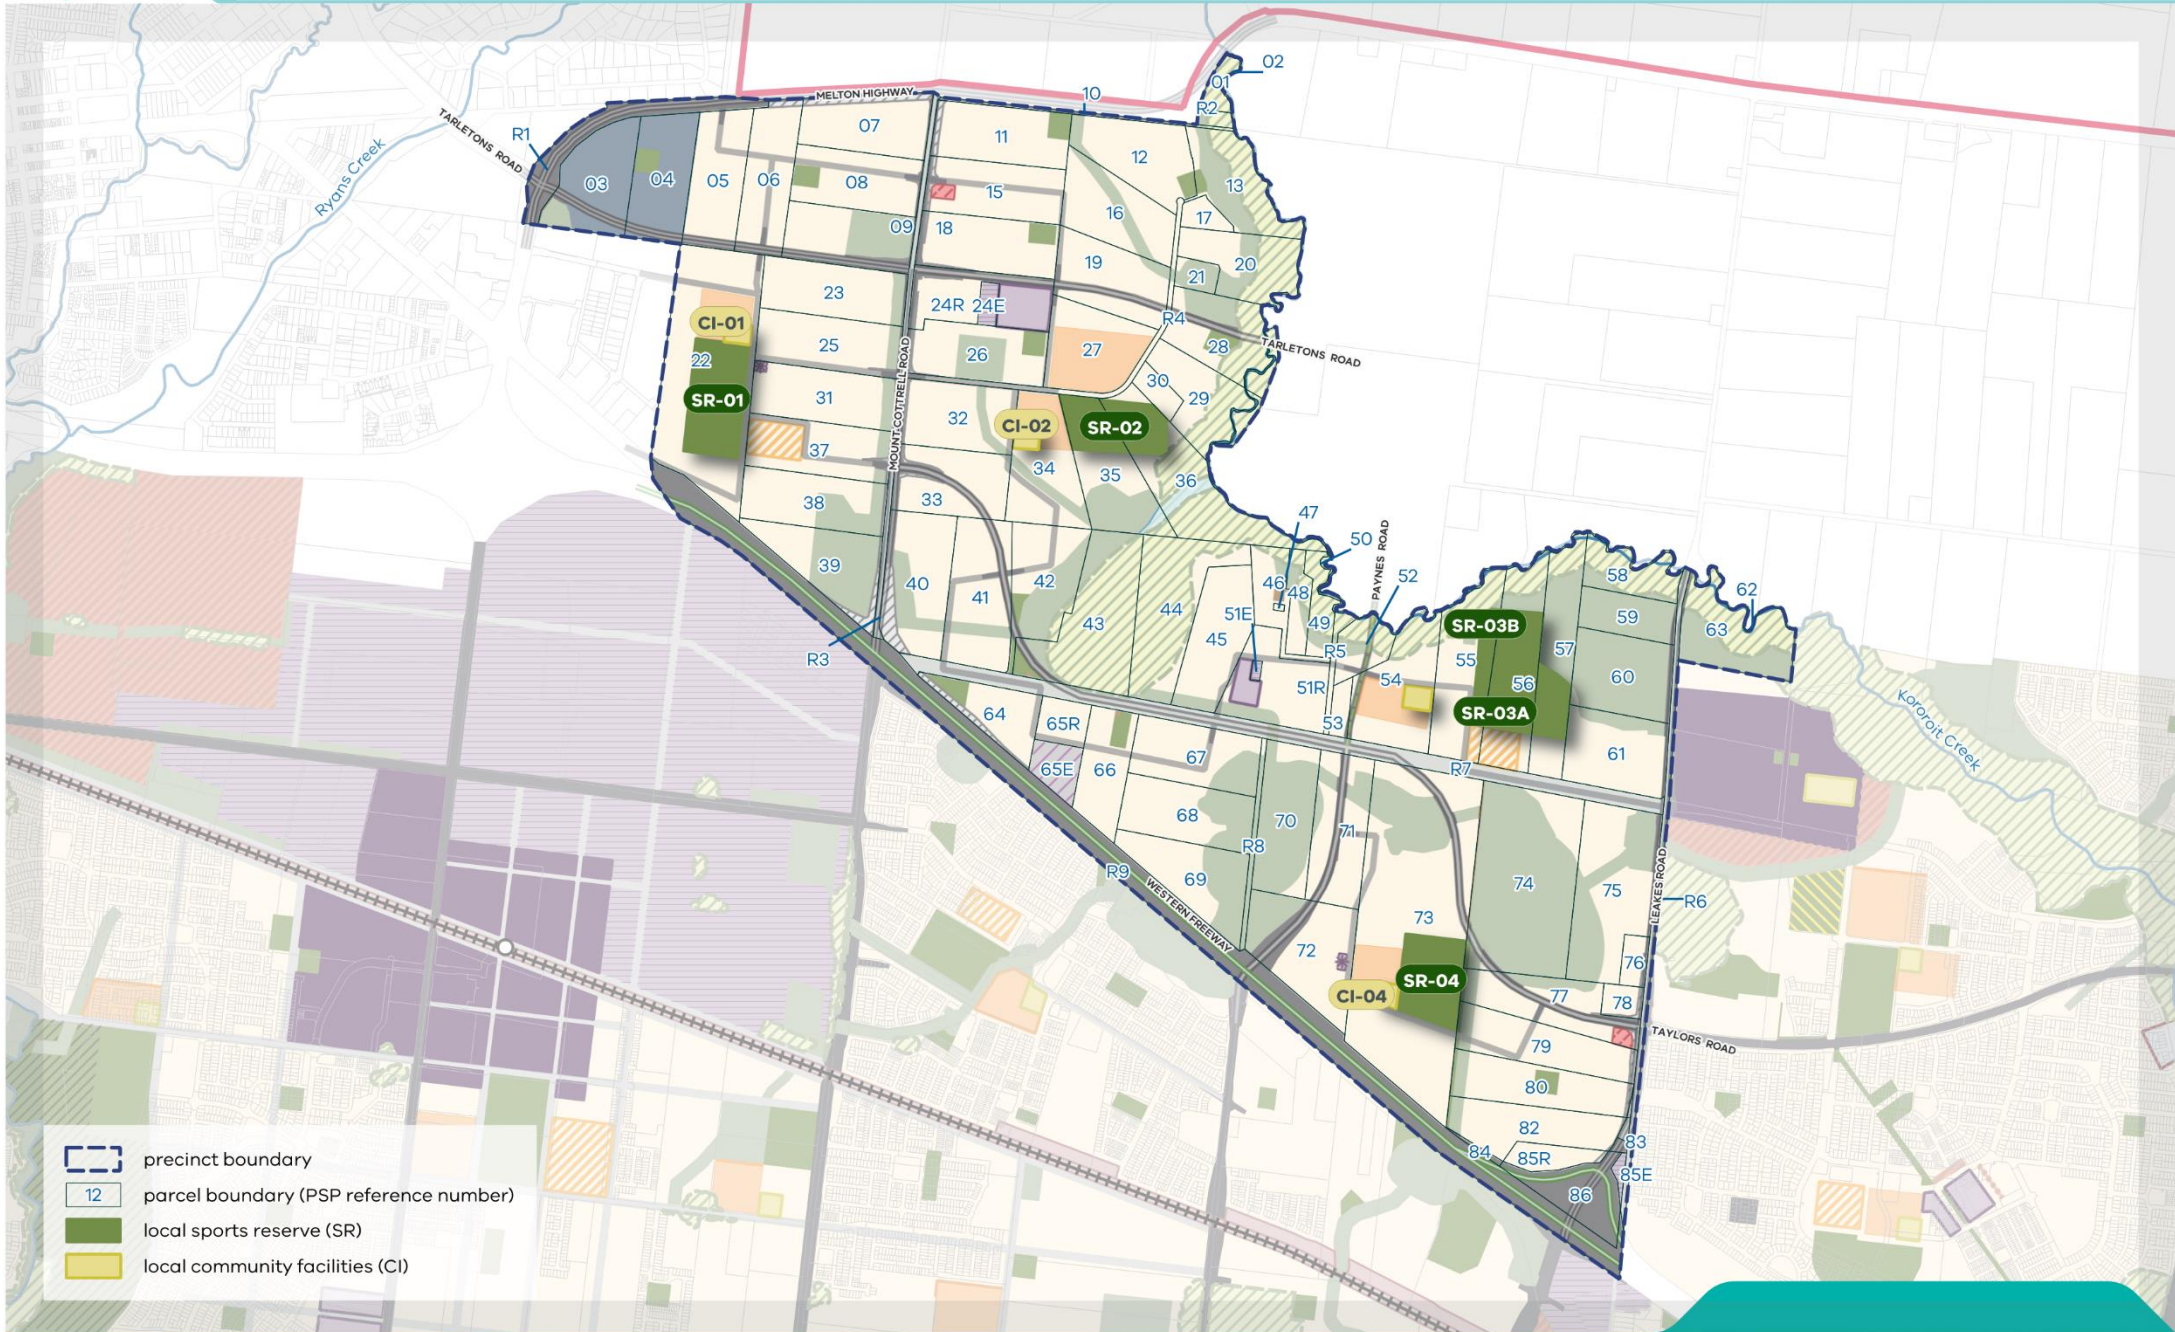 02
01
10
R2
MELTON HIGHWAY
TARLETONS ROAD
R1
Ryans Creek
07
11
12
03
04
05
06
08
15
13
16
17
09
18
19
20
21
23
24R
24E
R4
CI-01
22
25
26
27
28
TARLETONS ROAD
30
29
SR-01
31
32
CI-02
SR-02
MOUNT COTTRELL ROAD
37
34
35
36
38
33
47
50
PAYNES ROAD
52
39
40
41
42
43
44
46
48
51E
49
45
R5
58
62
59
63
SR-03B
55
57
60
56
SR-03A
R3
51R
54
53
64
65R
67
61
R7
65E
66
Kororoit Creek
68
70
71
R8
69
R9
WESTERN FREEWAY
74
75
LEAKES ROAD
R6
73
72
76
SR-04
CI-04
77
78
TAYLORS ROAD
79
80
82
83
84
85R
85E
86
precinct boundary
12 parcel boundary (PSP reference number)
local sports reserve (SR)
local community facilities (CI)